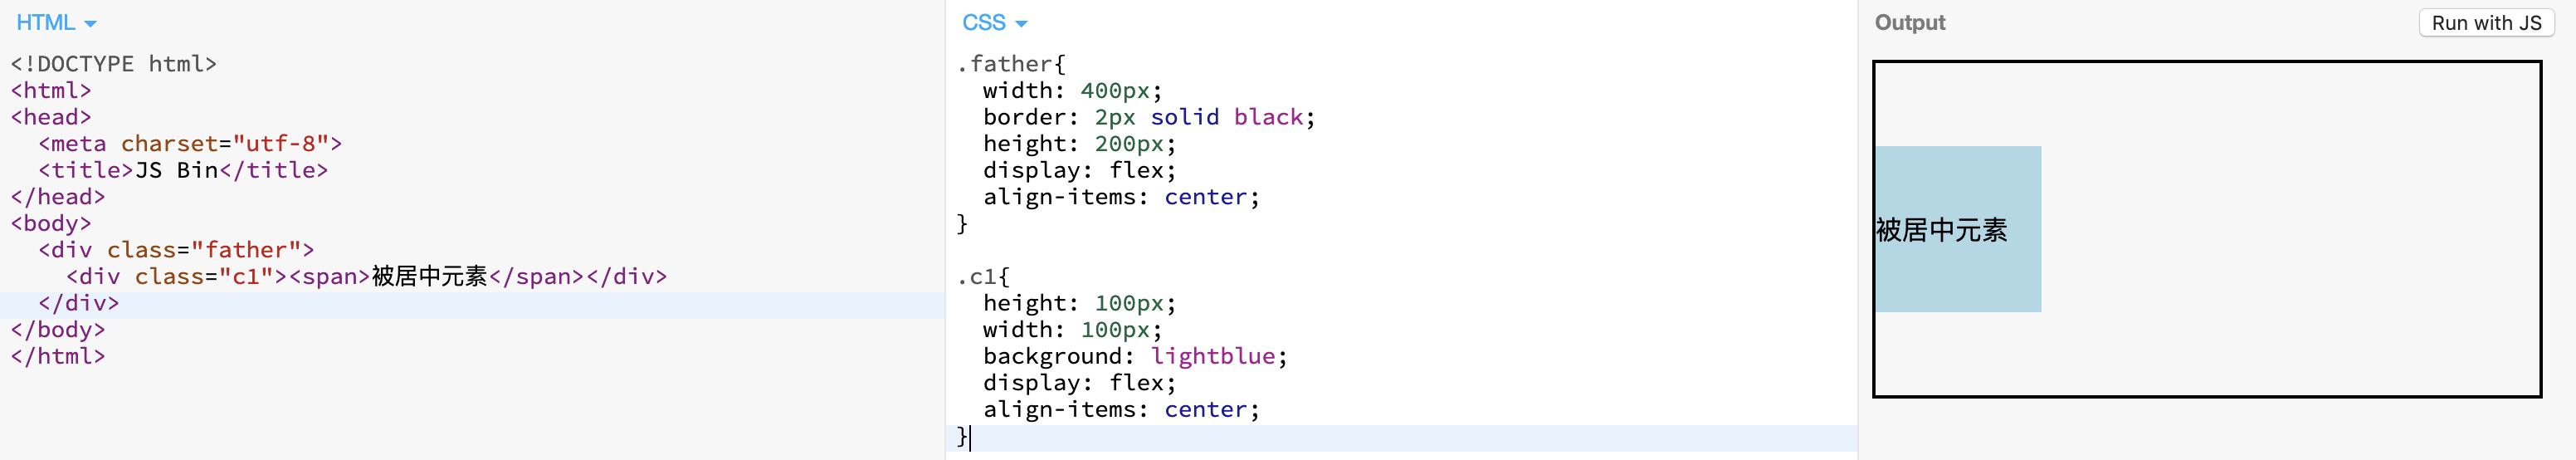 HTML
<!DOCTYPE html>
<html>
<head>
  <meta charset="utf-8">
  <title>JS Bin</title>
</head>
<body>
  <div class="father">
    <div class="c1"><span>被居中元素</span></div>
  </div>
</body>
</html>
CSS
.father{
  width: 400px;
  border: 2px solid black;
  height: 200px;
  display: flex;
  align-items: center;
}

.c1{
  height: 100px;
  width: 100px;
  background: lightblue;
  display: flex;
  align-items: center;
}
Output
Run with JS
被居中元素